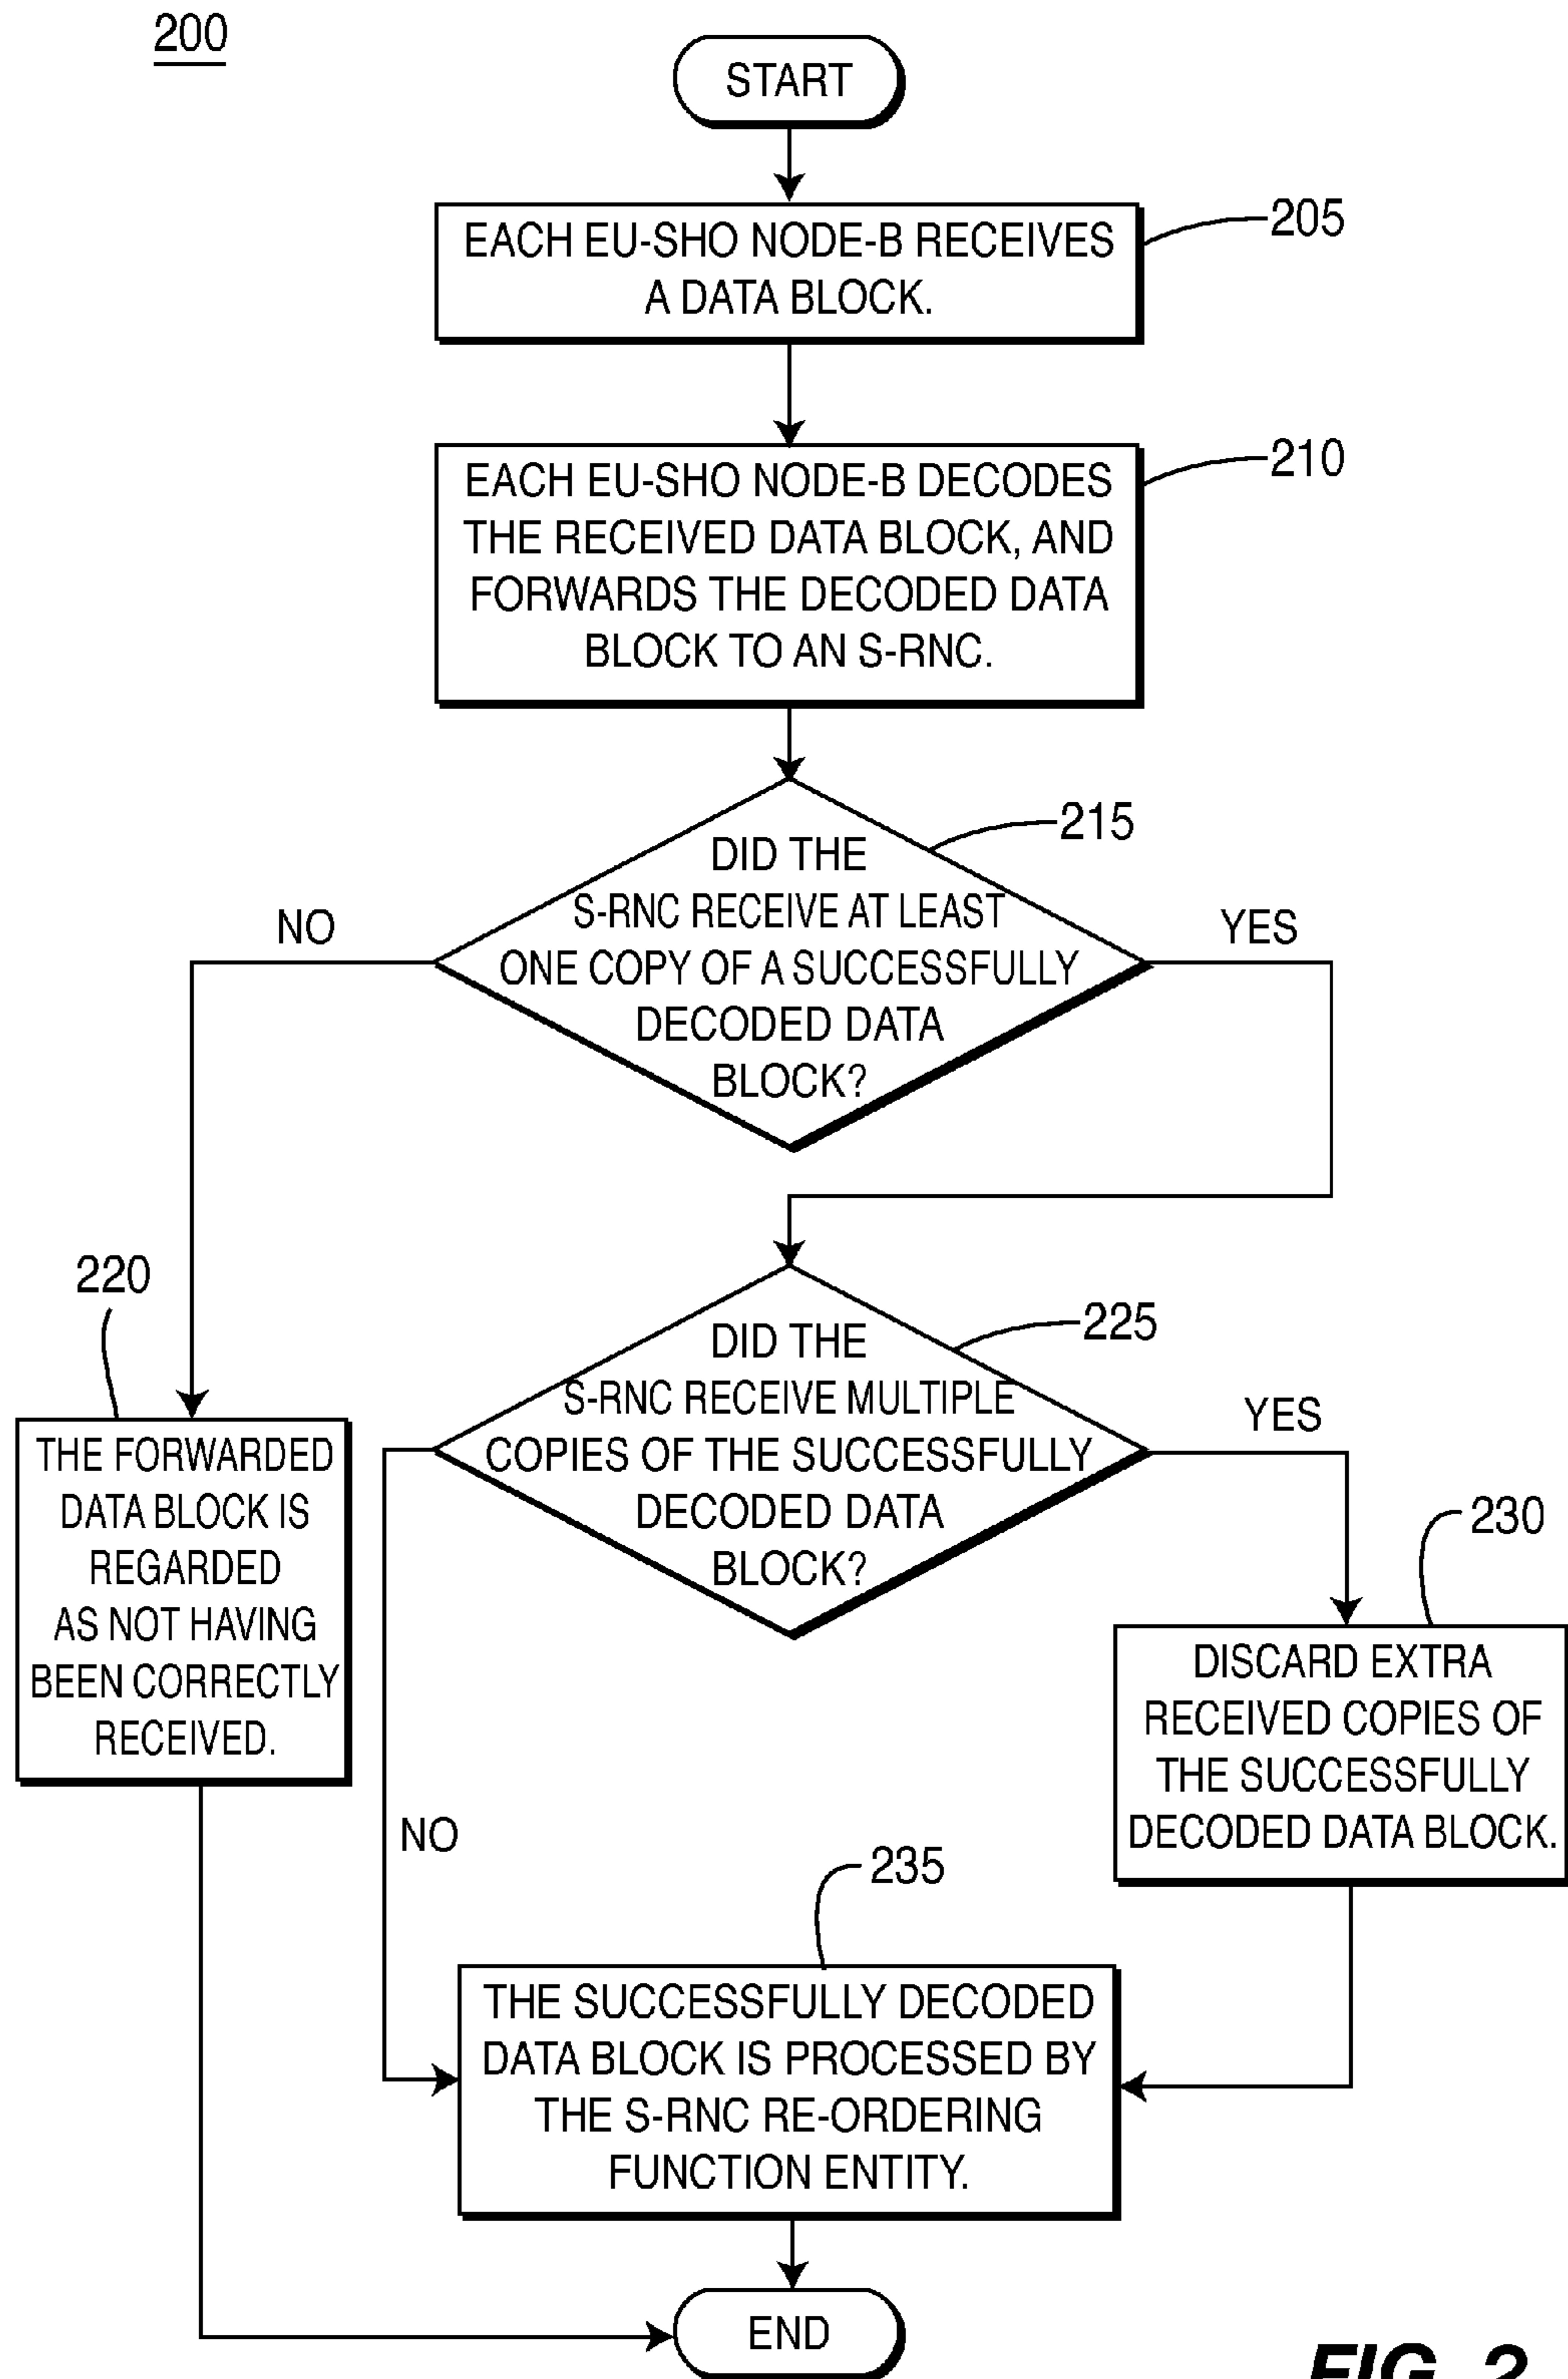 200
START
EACH EU-SHO NODE-B RECEIVES
A DATA BLOCK.
205
EACH EU-SHO NODE-B DECODES
THE RECEIVED DATA BLOCK, AND
FORWARDS THE DECODED DATA
BLOCK TO AN S-RNC.
210
DID THE
S-RNC RECEIVE AT LEAST
ONE COPY OF A SUCCESSFULLY
DECODED DATA
BLOCK?
215
NO
YES
220
THE FORWARDED
DATA BLOCK IS
REGARDED
AS NOT HAVING
BEEN CORRECTLY
RECEIVED.
DID THE
S-RNC RECEIVE MULTIPLE
COPIES OF THE SUCCESSFULLY
DECODED DATA
BLOCK?
225
YES
230
DISCARD EXTRA
RECEIVED COPIES OF
THE SUCCESSFULLY
DECODED DATA BLOCK.
NO
235
THE SUCCESSFULLY DECODED
DATA BLOCK IS PROCESSED BY
THE S-RNC RE-ORDERING
FUNCTION ENTITY.
END
FIG. 2